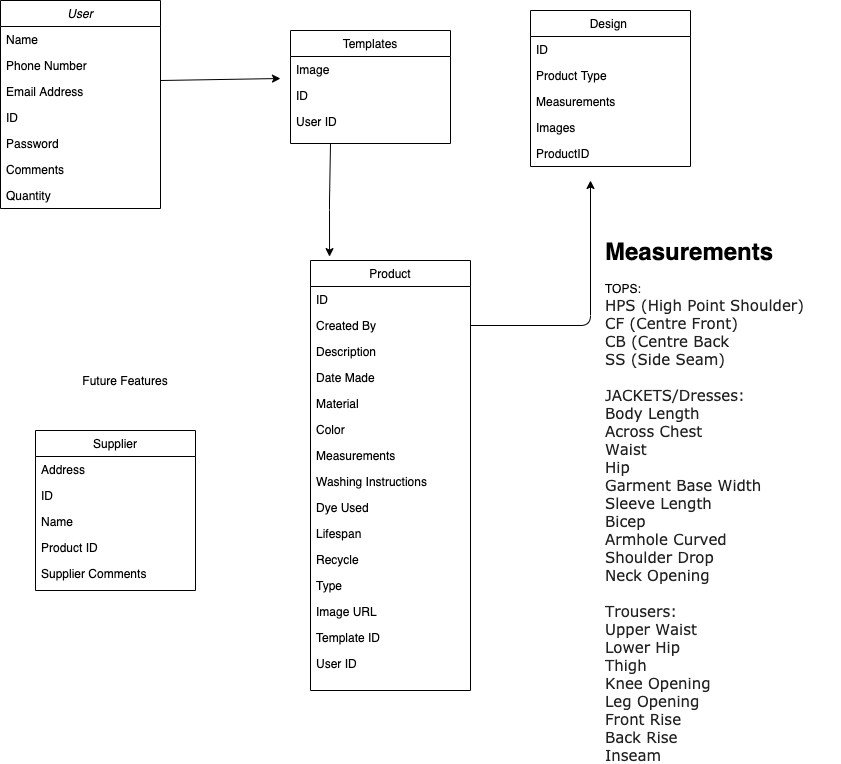 User
Name
Phone Number
Email Address
ID
Password
Comments
Quantity
Templates
Image
ID
User ID
Design
ID
Product Type
Measurements
Images
ProductID
Product
ID
Created By
Description
Date Made
Material
Color
Measurements
Washing Instructions
Dye Used
Lifespan
Recycle
Type
Image URL
Template ID
User ID
Future Features
Supplier
Address
ID
Name
Product ID
Supplier Comments
Measurements
TOPS:
HPS (High Point Shoulder)
CF (Centre Front)
CB (Centre Back
SS (Side Seam)
JACKETS/Dresses:
Body Length
Across Chest
Waist
Hip
Garment Base Width
Sleeve Length
Bicep
Armhole Curved
Shoulder Drop
Neck Opening
Trousers:
Upper Waist
Lower Hip
Thigh
Knee Opening
Leg Opening
Front Rise
Back Rise
Inseam